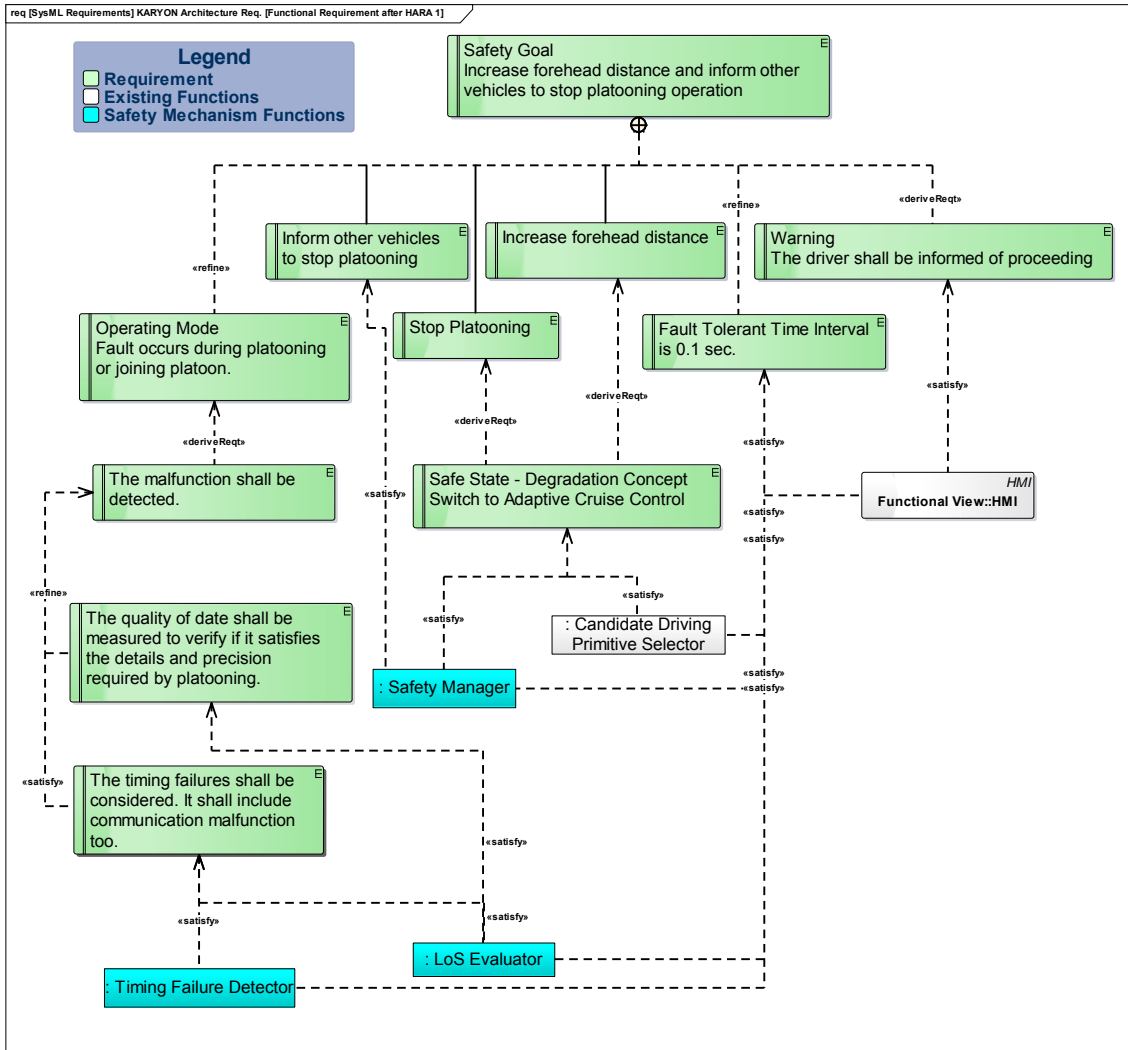 req [SysML Requirements] KARYON Architecture Req. [Functional Requirement after HARA 1]
Legend
Requirement
Existing Functions
Safety Mechanism Functions
E
Safety Goal
Increase forehead distance and inform other
vehicles to stop platooning operation
«refine»
«refine»
«deriveReqt»
E
Inform other vehicles
to stop platooning
E
Increase forehead distance
E
Warning
The driver shall be informed of proceeding
E
Operating Mode
Fault occurs during platooning
or joining platoon.
E
Stop Platooning
E
Fault Tolerant Time Interval
is 0.1 sec.
«deriveReqt»
«deriveReqt»
«deriveReqt»
«satisfy»
«satisfy»
«satisfy»
E
The malfunction shall be
detected.
E
Safe State - Degradation Concept
Switch to Adaptive Cruise Control
HMI
Functional View::HMI
«satisfy»
«satisfy»
«refine»
«satisfy»
«satisfy»
E
The quality of date shall be
measured to verify if it satisfies
the details and precision
required by platooning.
: Candidate Driving
Primitive Selector
: Safety Manager
«satisfy»
«satisfy»
«satisfy»
E
The timing failures shall be
considered. It shall include
communication malfunction
too.
«satisfy»
«satisfy»
«satisfy»
: LoS Evaluator
: Timing Failure Detector